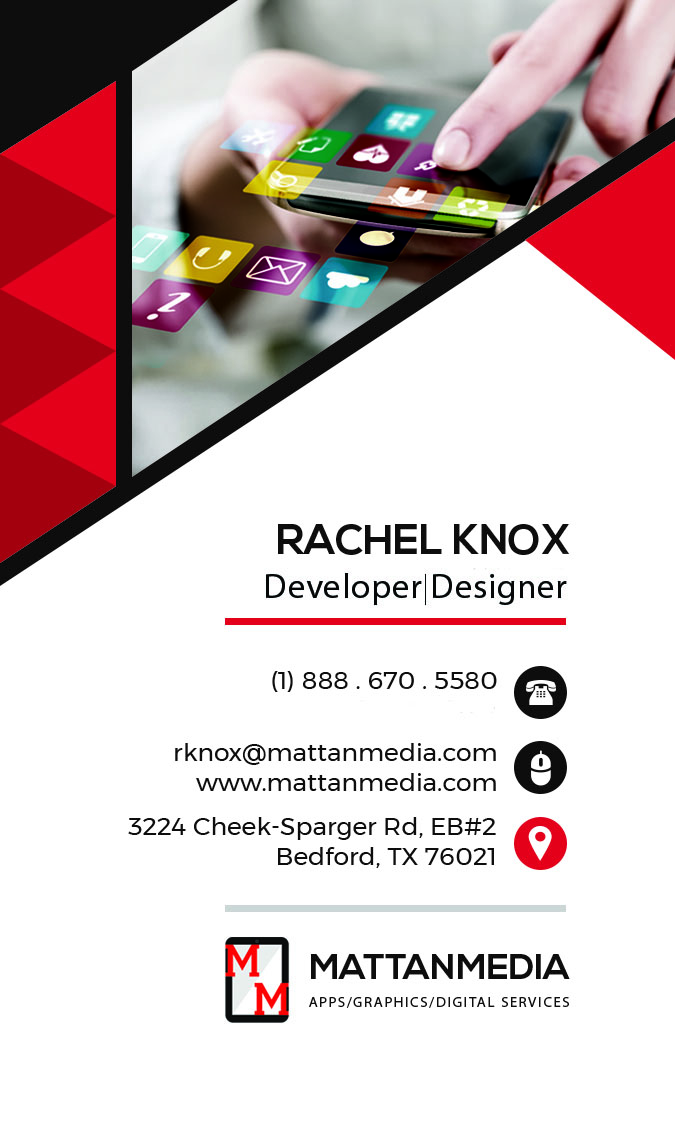 RACHEL KNOX
Developer|Designer
(1) 888 . 670 . 5580
rknox@mattanmedia.com
www.mattanmedia.com
3224 Cheek-Sparger Rd, EB#2
Bedford, TX 76021
M
M
MATTANMEDIA
APPS/GRAPHICS/DIGITAL SERVICES